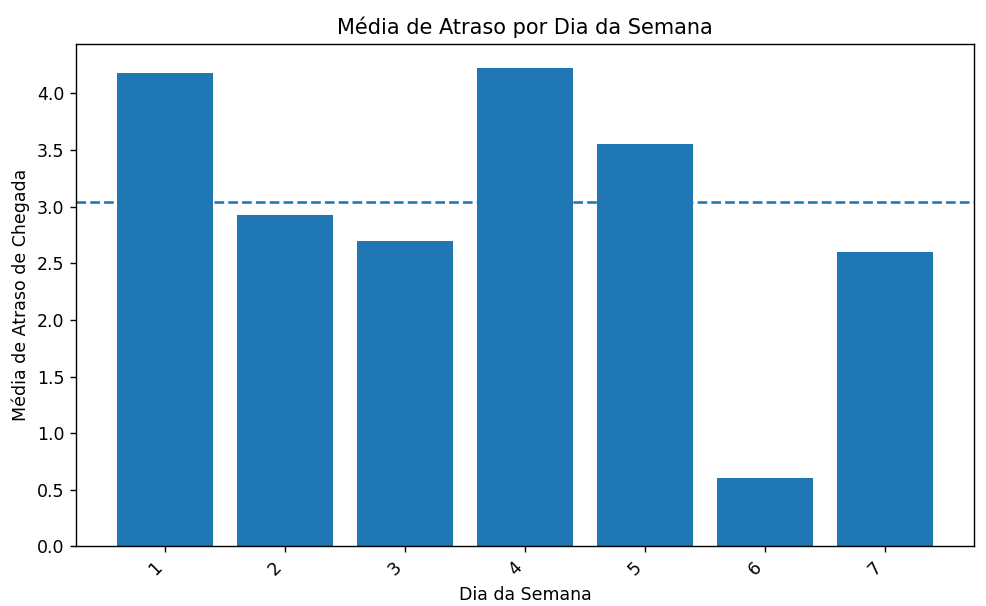 Média de Atraso por Dia da Semana
Média de Atraso de Chegada
4.0
3.5
3.0
2.5
2.0
1.5
1.0
0.5
0.0
1 2 3 4 5 6 7
Dia da Semana